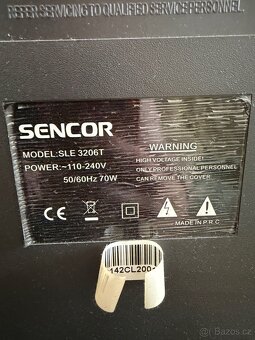 REFER SERVICING TO QUALIFIED SERVICE PERSONNEL.
SENCOR
MODEL:SLE 3206T
POWER:~110-240V
50/60Hz 70W
WARNING
HIGH VOLTAGE INSIDE!
ONLY PROFESSIONAL PERSONNEL
CAN REMOVE THE COVER
CE
MADE IN P.R.C
142CL200
Bazoš.cz